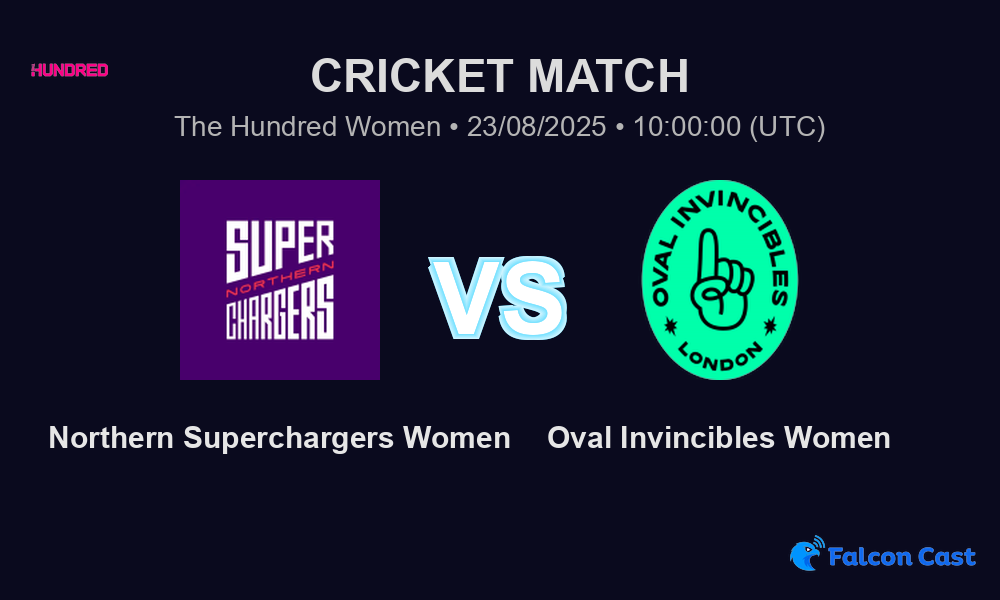 HUNDRED
CRICKET MATCH
The Hundred Women • 23/08/2025 • 10:00:00 (UTC)
SUPER
NORTHERN
CHARGERS
VS
OVAL INVINCIBLES
LONDON
Northern Superchargers Women
Oval Invincibles Women
Falcon Cast